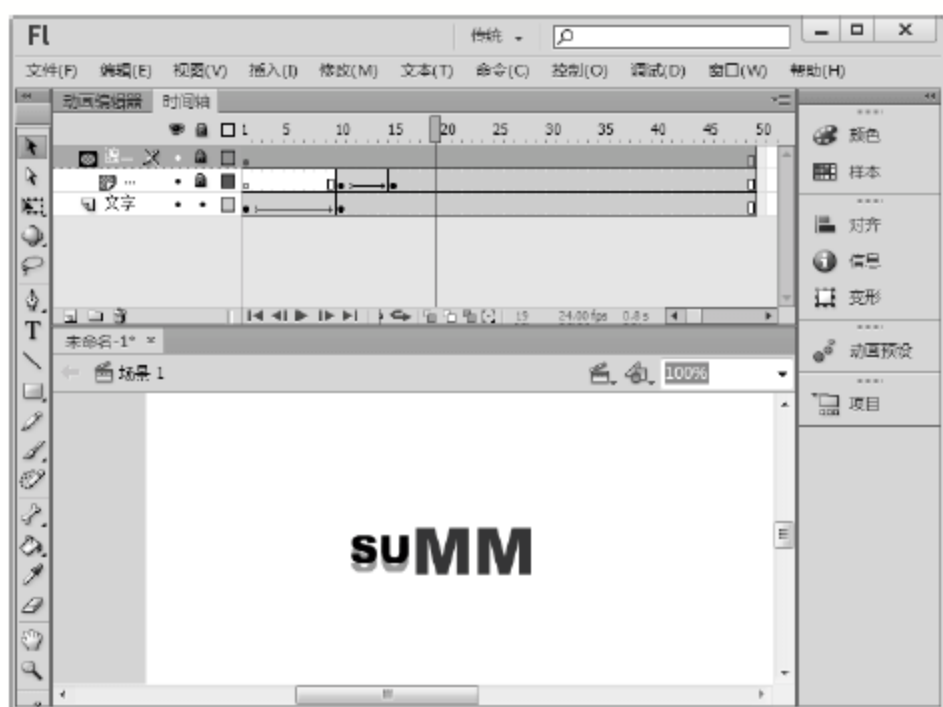 Fl
传统
文件(F) 编辑(E) 视图(V) 插入(I) 修改(M) 文本(T) 命令(C) 控制(O) 调试(D) 窗口(W) 帮助(H)
动画编辑器 时间轴
1 5 10 15 20 25 30 35 40 45 50
文字
19 24.00fps 0.8s
未命名-1*
场景 1
100%
suMM
T
颜色
样本
对齐
信息
变形
动画预设
项目